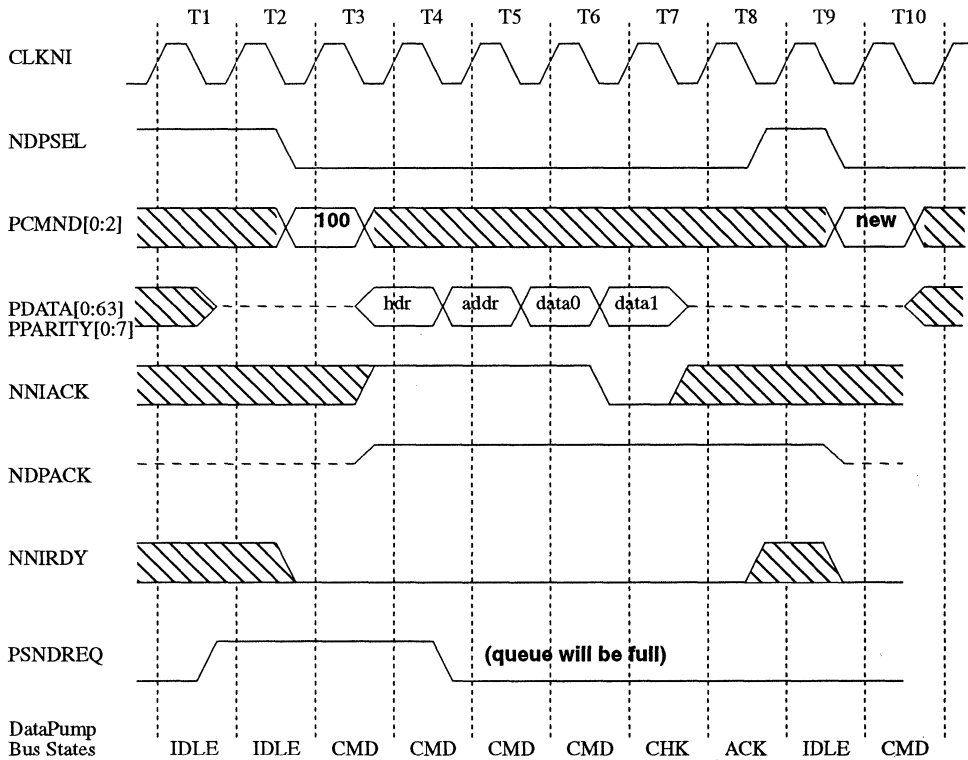 T1 T2 T3 T4 T5 T6 T7 T8 T9 T10
CLKNI
NDPSEL
PCMND[0:2] 100 new
PDATA[0:63] hdr addr data0 data1
PPARITY[0:7]
NNIACK
NDPACK
NNIRDY
PSNDREQ (queue will be full)
DataPump
Bus States IDLE IDLE CMD CMD CMD CMD CHK ACK IDLE CMD